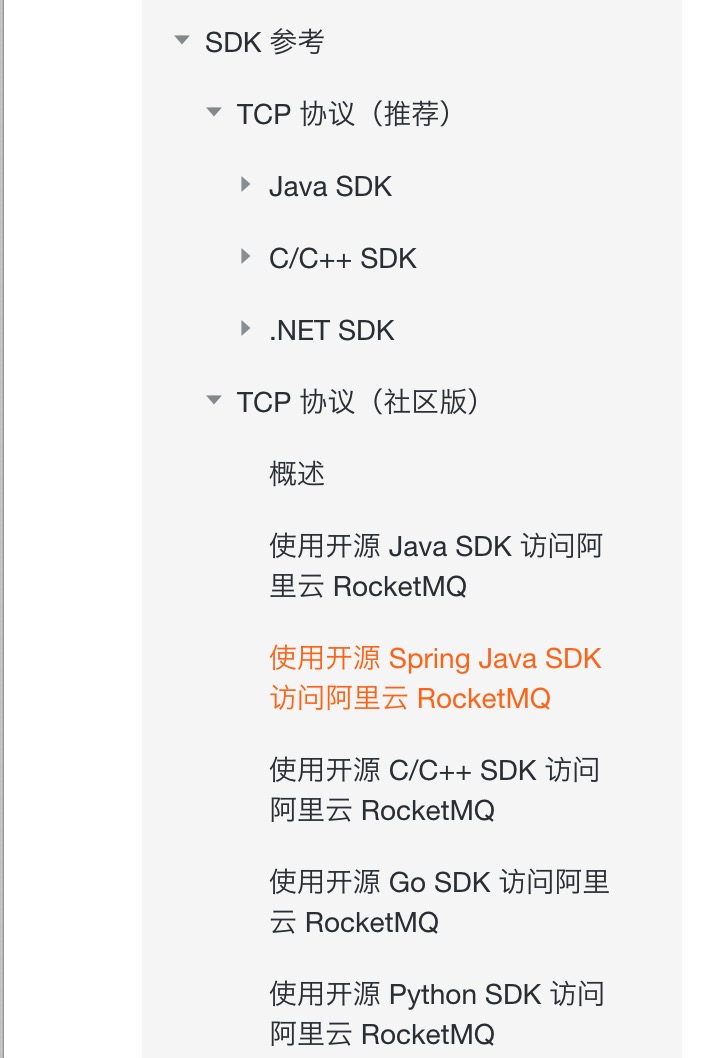 SDK 参考
TCP 协议（推荐）
Java SDK
C/C++ SDK
.NET SDK
TCP 协议（社区版）
概述
使用开源 Java SDK 访问阿
里云 RocketMQ
使用开源 Spring Java SDK
访问阿里云 RocketMQ
使用开源 C/C++ SDK 访问
阿里云 RocketMQ
使用开源 Go SDK 访问阿里
云 RocketMQ
使用开源 Python SDK 访问
阿里云 RocketMQ